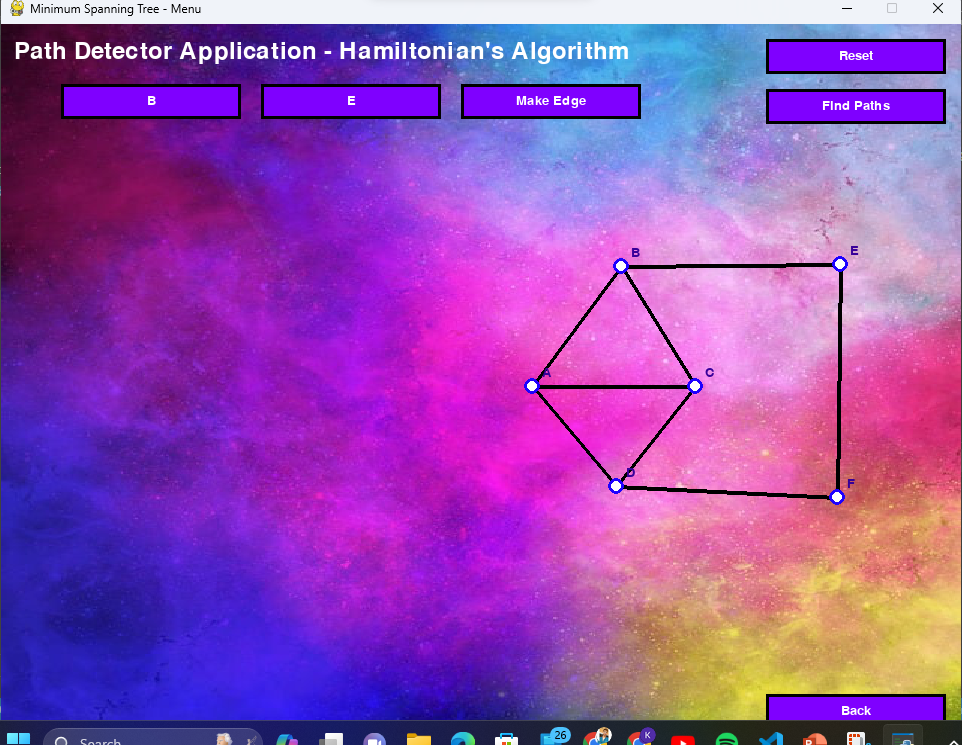 Minimum Spanning Tree - Menu
Path Detector Application - Hamiltonian's Algorithm
Reset
B
E
Make Edge
Find Paths
B
E
A
C
D
F
Back
Search
26
K